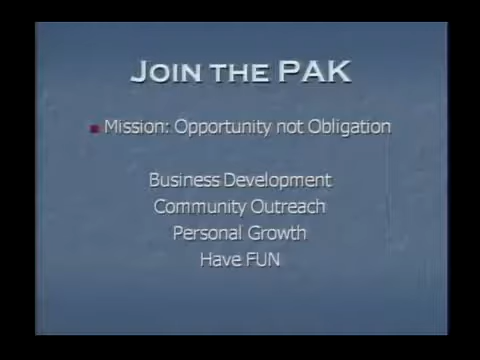 JOIN THE PAK
Mission: Opportunity not Obligation
Business Development
Community Outreach
Personal Growth
Have FUN